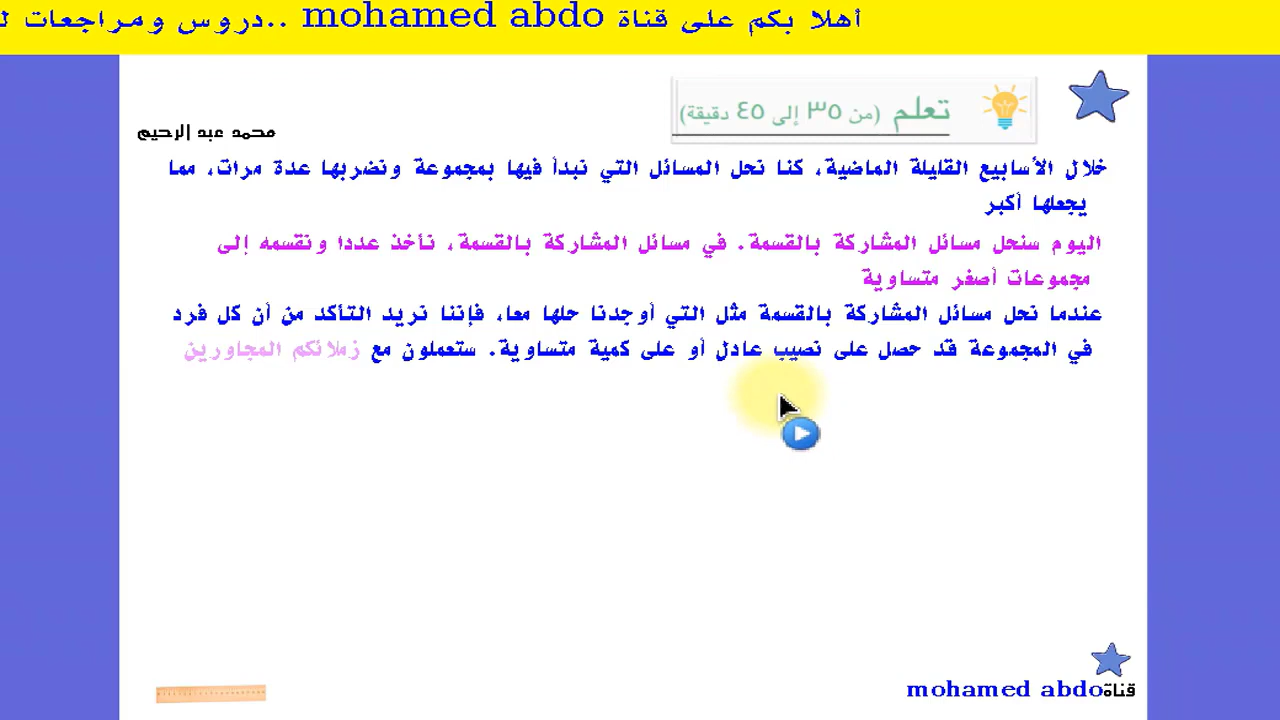 أهلا بكم على قناة mohamed abdo ..دروس ومراجعات
تعلم (من ٣٥ إلى ٤٥ دقيقة)
محمد عبد الرحيم
خلال الأسابيع القليلة الماضية، كنا نحل المسائل التي نبدأ فيها بمجموعة ونضربها عدة مرات، مما
يجعلها أكبر
اليوم سنحل مسائل المشاركة بالقسمة. في مسائل المشاركة بالقسمة، نأخذ عددا ونقسمه إلى
مجموعات أصغر متساوية
عندما نحل مسائل المشاركة بالقسمة مثل التي أوجدنا حلها معا، فإننا نريد التأكد من أن كل فرد
في المجموعة قد حصل على نصيب عادل أو على كمية متساوية. ستعملون مع زملائكم المجاورين
قناة mohamed abdo